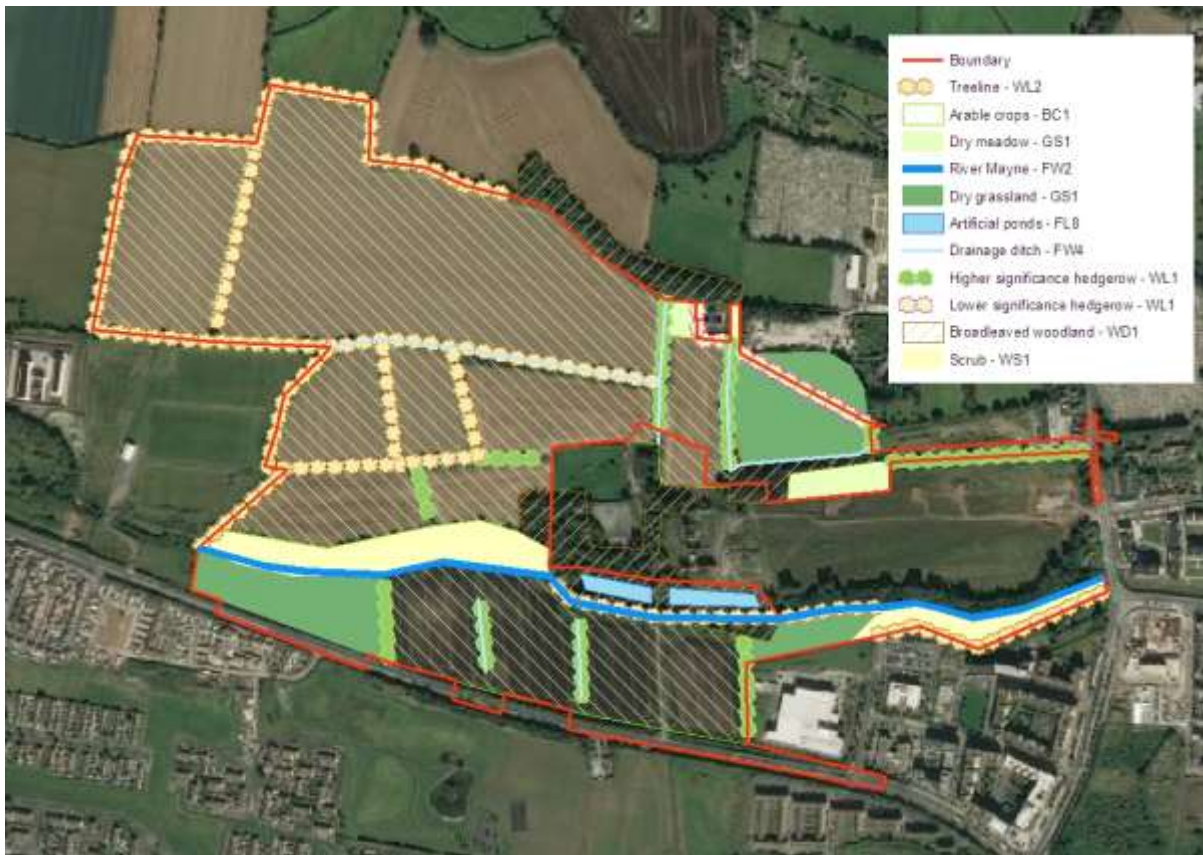 Boundary
Treeline - WL2
Arable crops - BC1
Dry meadow - GS1
River Mayne - FW2
Dry grassland - GS1
Artificial ponds - FL8
Drainage ditch - FW4
Higher significance hedgerow - WL1
Lower significance hedgerow - WL1
Broadleaved woodland - WD1
Scrub - WS1